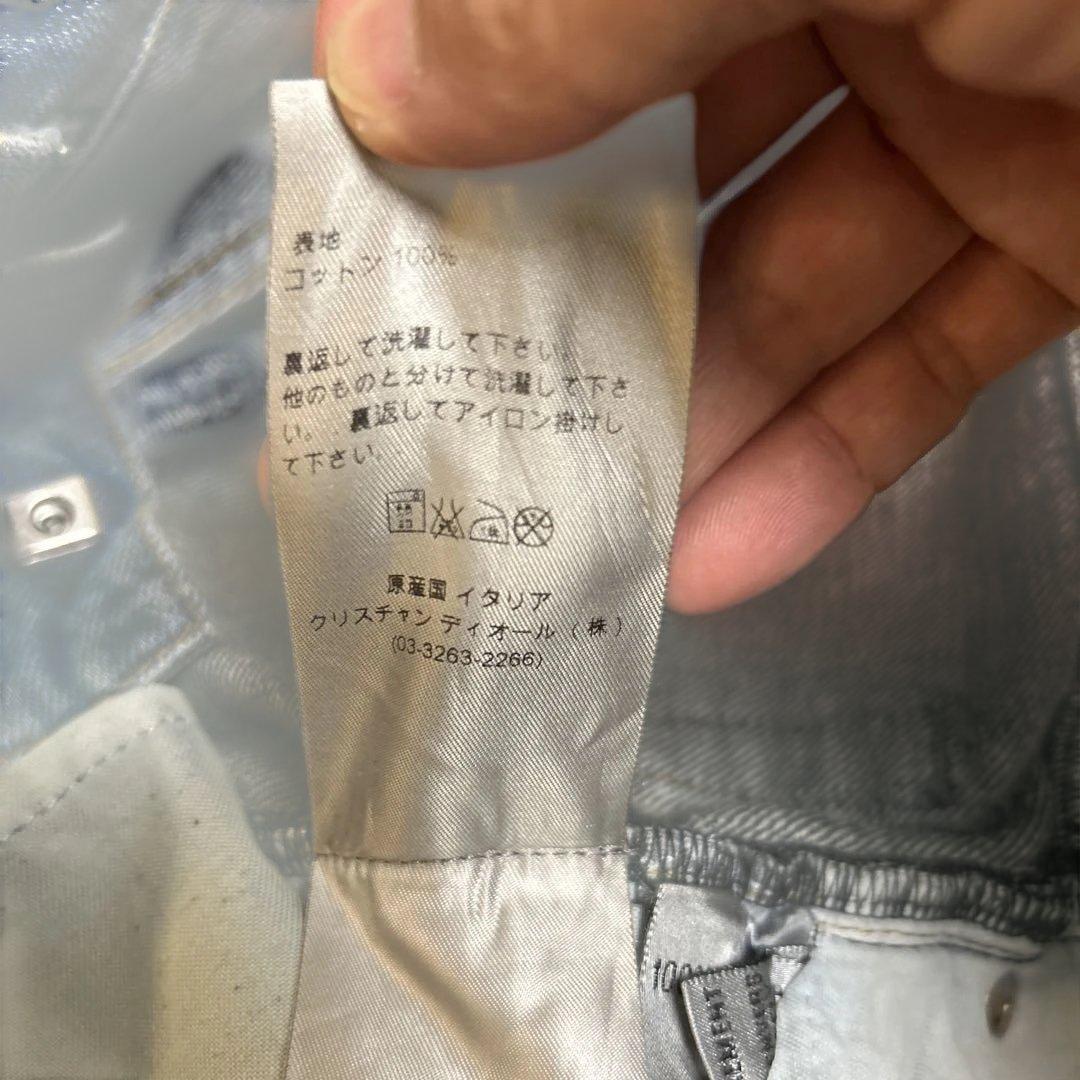 表地
コットン 100%
裏返しで洗濯して下さい。
他のものと分けて洗濯して下さ
い。 裏返してアイロン掛けし
て下さい。
原産国 イタリア
クリスチャン ディオール (株)
(03-3263-2266)
100%